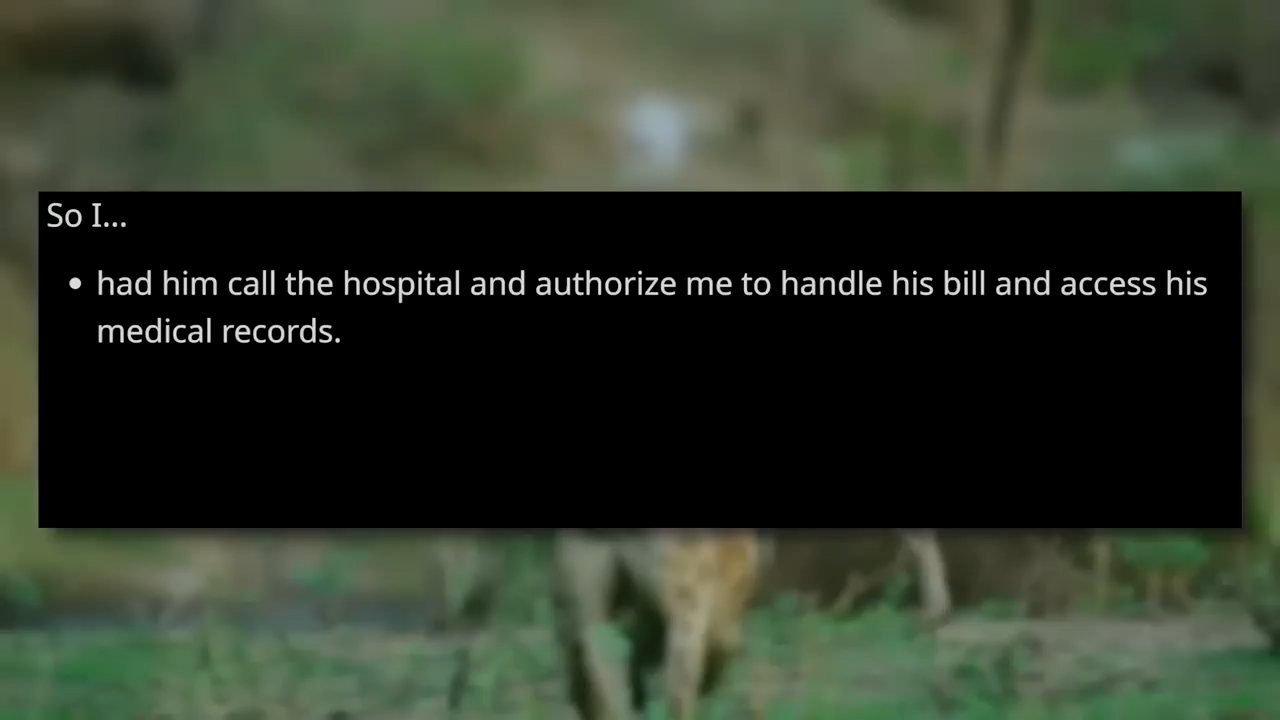 So I...
• had him call the hospital and authorize me to handle his bill and access his
medical records.